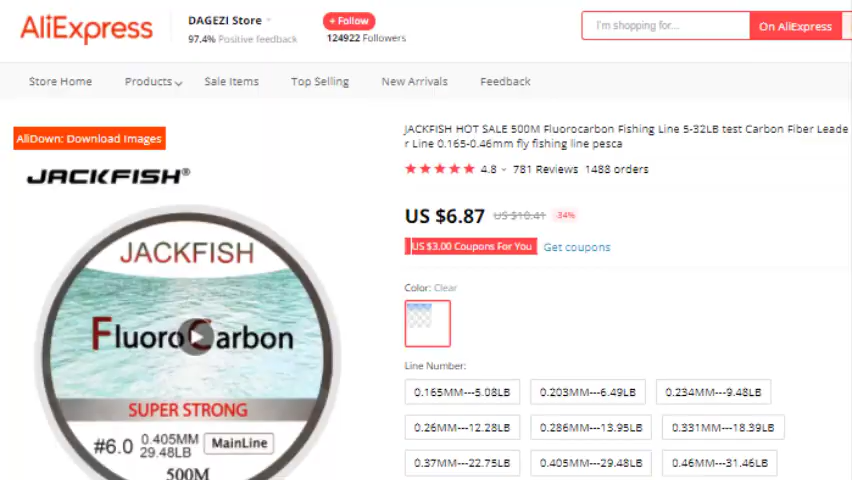 AliExpress
DAGEZI Store
97.4% Positive feedback
+ Follow
124922 Followers
I'm shopping for...
On AliExpress
Store Home
Products
Sale Items
Top Selling
New Arrivals
Feedback
AliDown: Download Images
JACKFISH®
JACKFISH
FluoroCarbon
SUPER STRONG
#6.0 0.405MM
29.48LB
MainLine
500M
JACKFISH HOT SALE 500M Fluorocarbon Fishing Line 5-32LB test Carbon Fiber Leade
r Line 0.165-0.46mm fly fishing line pesca
4.8 781 Reviews 1488 orders
US $6.87 US $10.41 -34%
US $3.00 Coupons For You Get coupons
Color: Clear
Line Number:
0.165MM---5.08LB 0.203MM---6.49LB 0.234MM---9.48LB
0.26MM---12.28LB 0.286MM---13.95LB 0.331MM---18.39LB
0.37MM---22.75LB 0.405MM---29.48LB 0.46MM---31.46LB